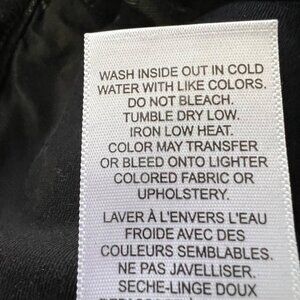 WASH INSIDE OUT IN COLD
WATER WITH LIKE COLORS.
DO NOT BLEACH.
TUMBLE DRY LOW.
IRON LOW HEAT.
COLOR MAY TRANSFER
OR BLEED ONTO LIGHTER
COLORED FABRIC OR
UPHOLSTERY.
LAVER À L'ENVERS L'EAU
FROIDE AVEC DES
COULEURS SEMBLABLES.
NE PAS JAVELLISER.
SECHE-LINGE DOUX